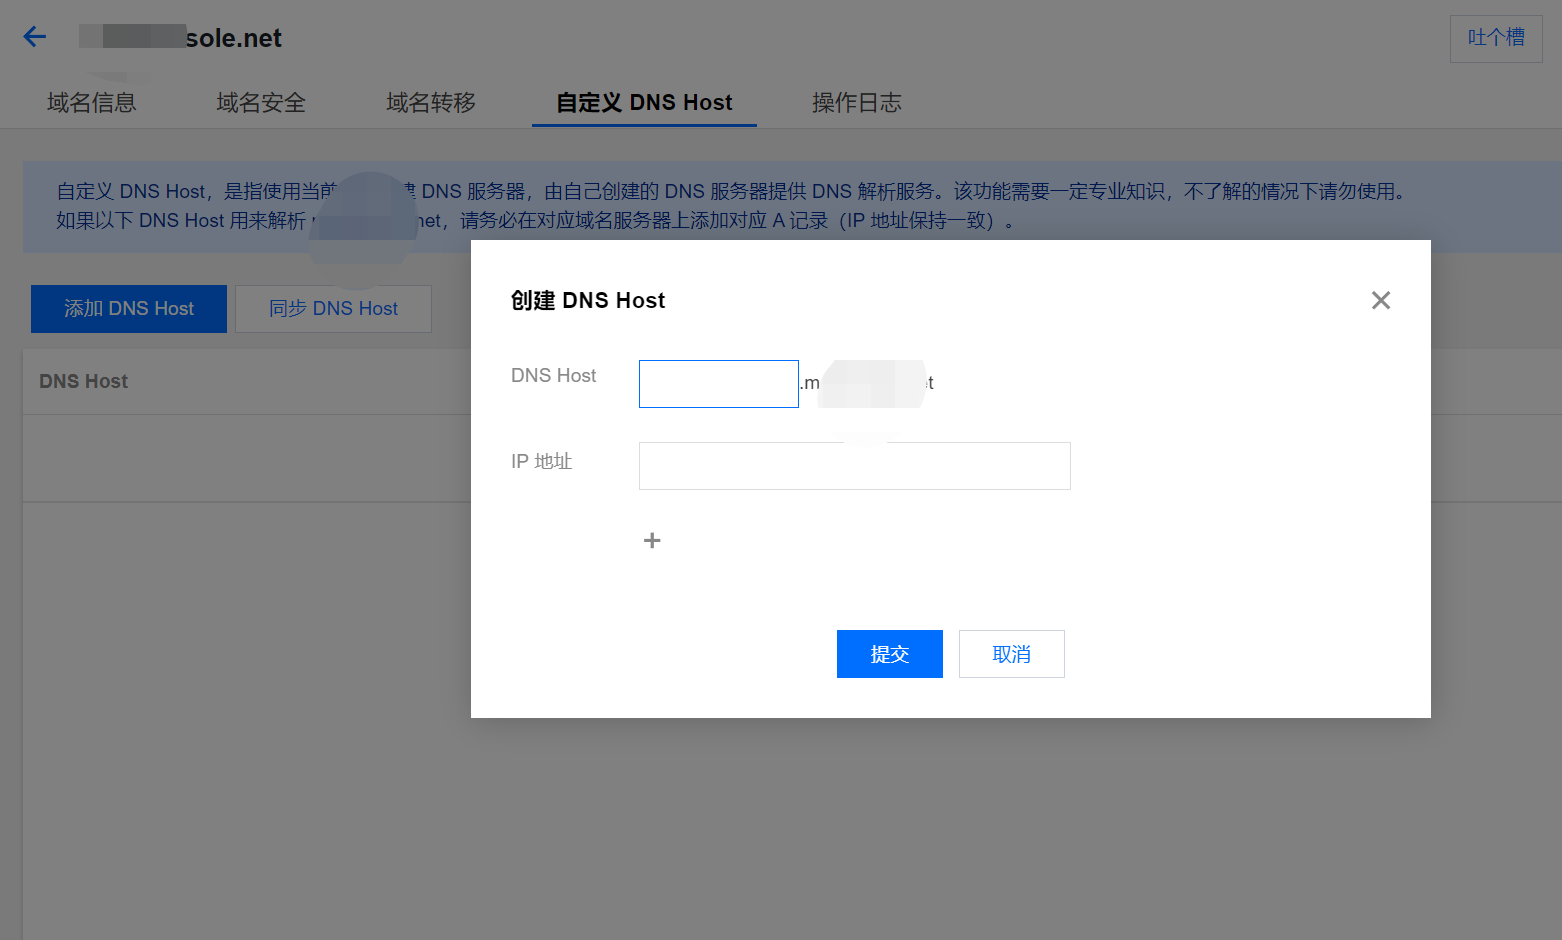 sole.net
吐个槽
域名信息
域名安全
域名转移
自定义 DNS Host
操作日志
自定义 DNS Host，是指使用当前 建 DNS 服务器，由自己创建的 DNS 服务器提供 DNS 解析服务。该功能需要一定专业知识，不了解的情况下请勿使用。
如果以下 DNS Host 用来解析 net，请务必在对应域名服务器上添加对应 A 记录（IP 地址保持一致）。
添加 DNS Host
同步 DNS Host
DNS Host
创建 DNS Host
DNS Host
.m t
IP 地址
提交
取消